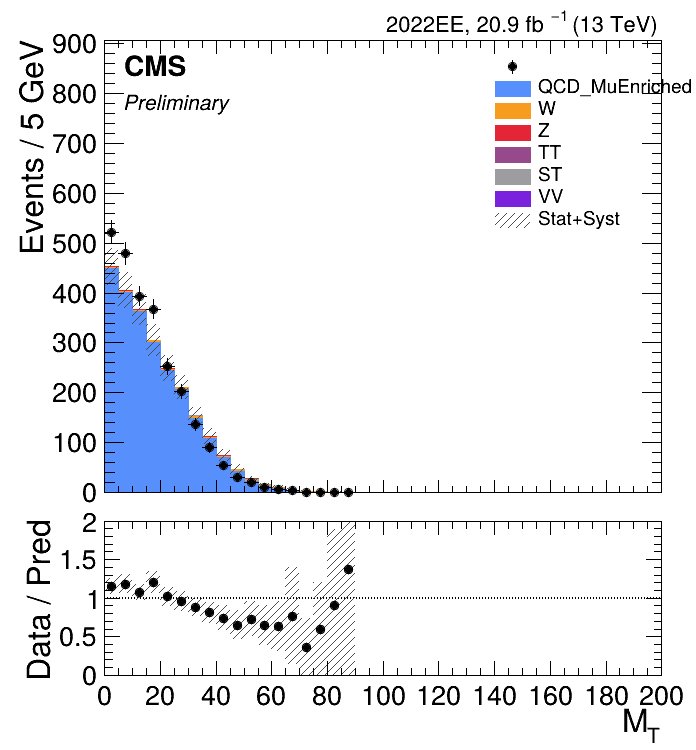 2022EE, 20.9 fb⁻¹ (13 TeV)
CMS
Preliminary
QCD_MuEnriched
W
Z
TT
ST
VV
Stat+Syst
Events / 5 GeV
900
800
700
600
500
400
300
200
100
0
Data / Pred
2
1.5
1
0.5
0
0 20 40 60 80 100 120 140 160 180 200
M_T